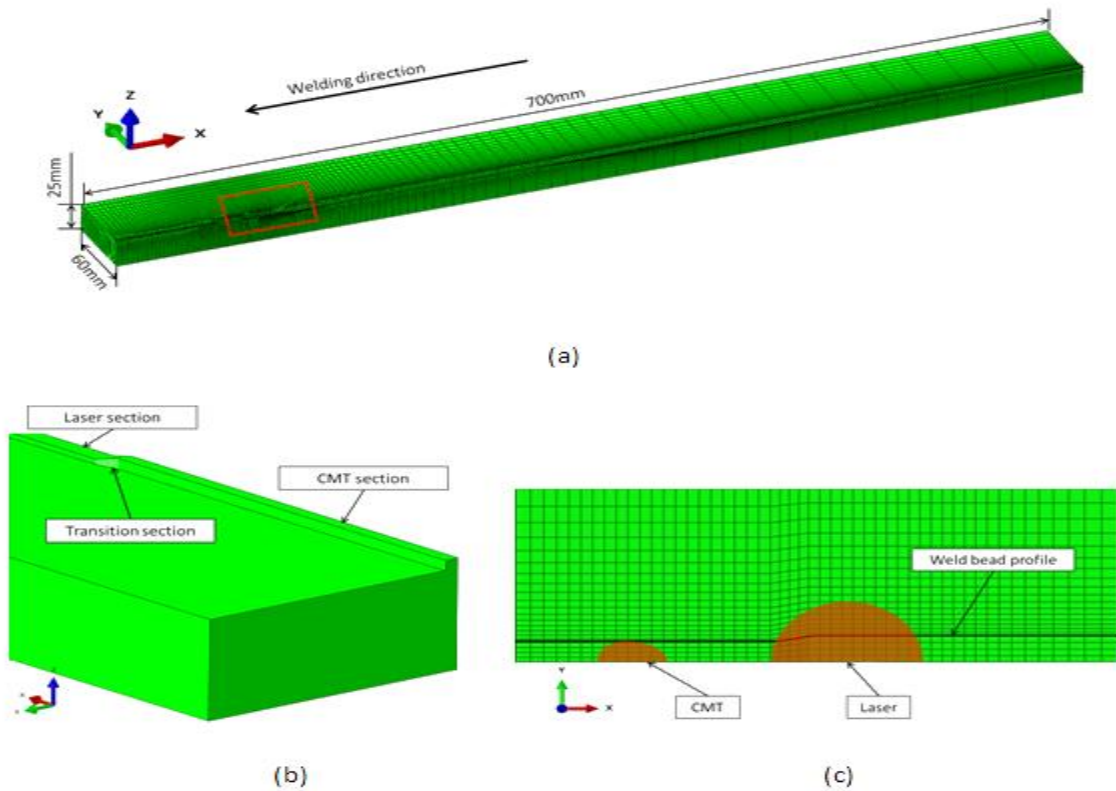 Welding direction
Z
Y
X
700mm
25mm
60mm
(a)
Laser section
CMT section
Transition section
Weld bead profile
Y
X
CMT
Laser
(b)
(c)